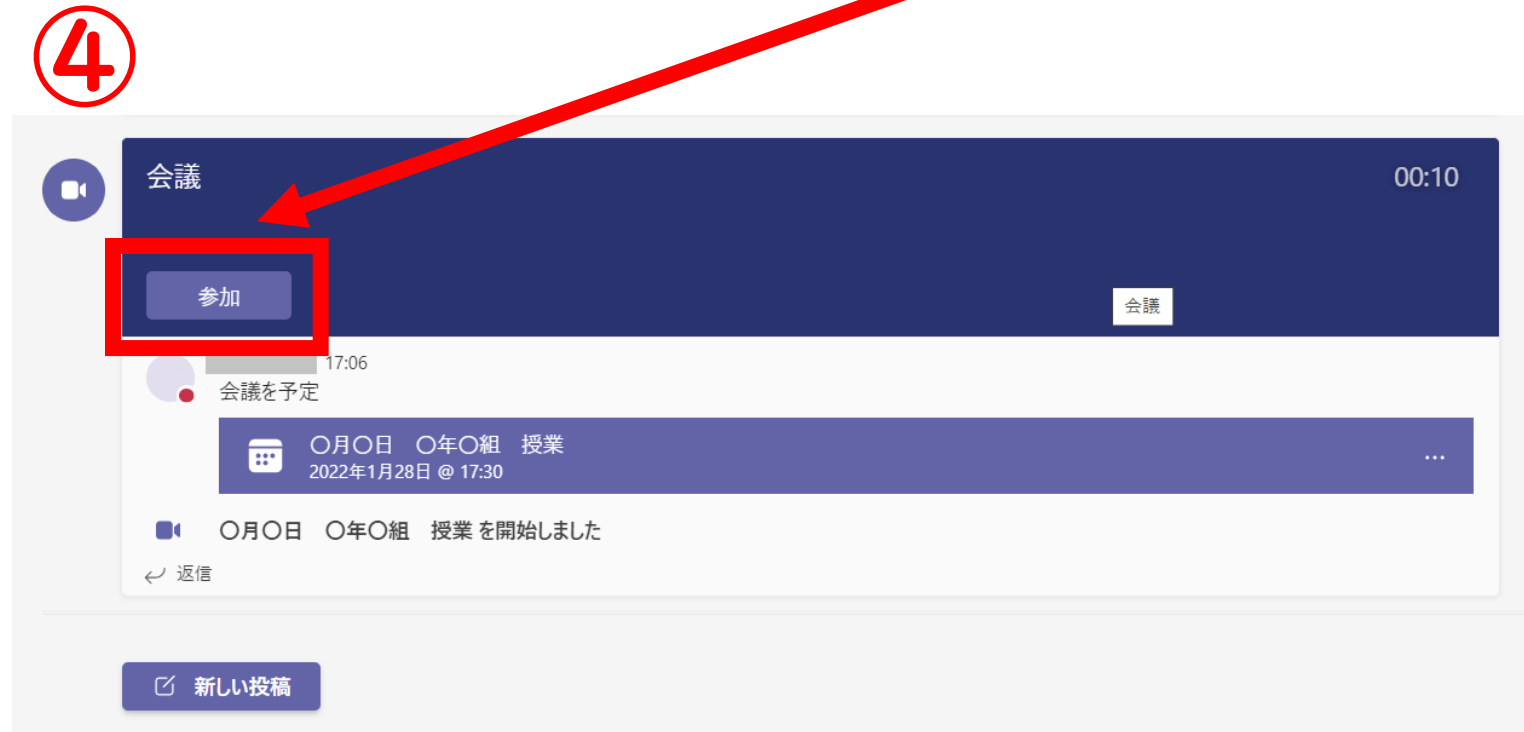 ④
会議
00:10
参加
会議
17:06
会議を予定
〇月〇日　〇年〇組　授業
2022年1月28日 @ 17:30
…
〇月〇日　〇年〇組　授業 を開始しました
返信
新しい投稿